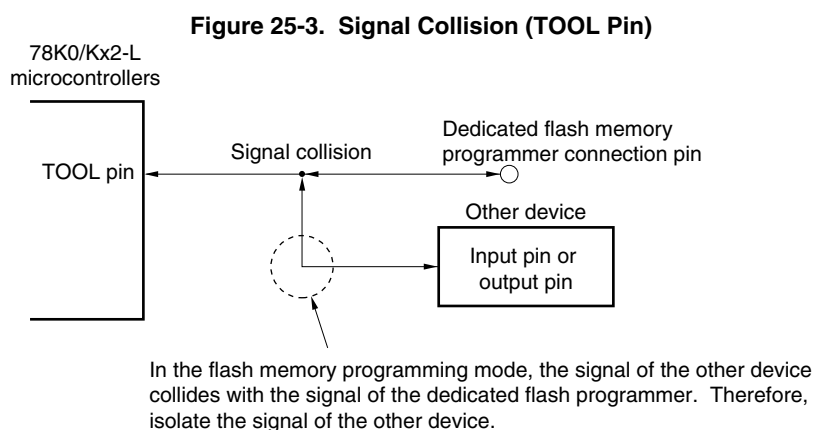 Figure 25-3. Signal Collision (TOOL Pin)
78K0/Kx2-L
microcontrollers
TOOL pin
Signal collision
Dedicated flash memory
programmer connection pin
Other device
Input pin or
output pin
In the flash memory programming mode, the signal of the other device
collides with the signal of the dedicated flash programmer. Therefore,
isolate the signal of the other device.